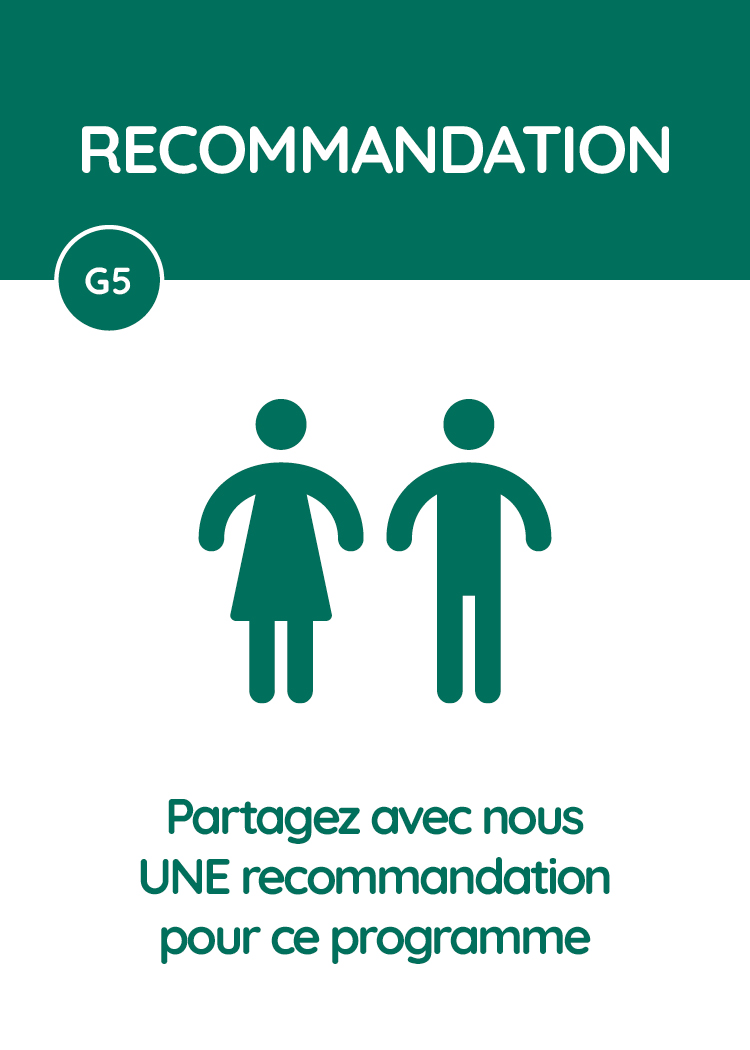 RECOMMANDATION
G5
Partagez avec nous
UNE recommandation
pour ce programme